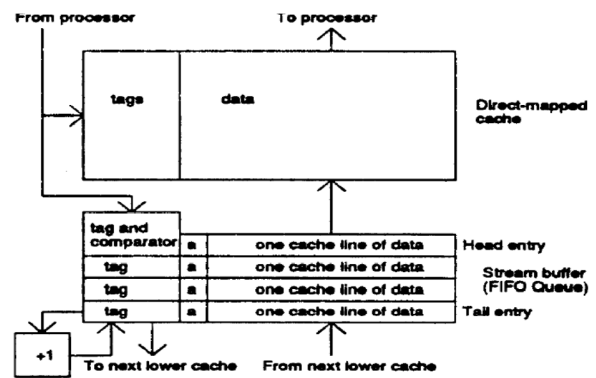 From processor
To processor
tags
data
Direct-mapped
cache
tag and
comparator
a
one cache line of data
Head entry
tag
a
one cache line of data
Stream buffer
(FIFO Queue)
tag
a
one cache line of data
tag
a
one cache line of data
Tail entry
+1
To next lower cache
From next lower cache